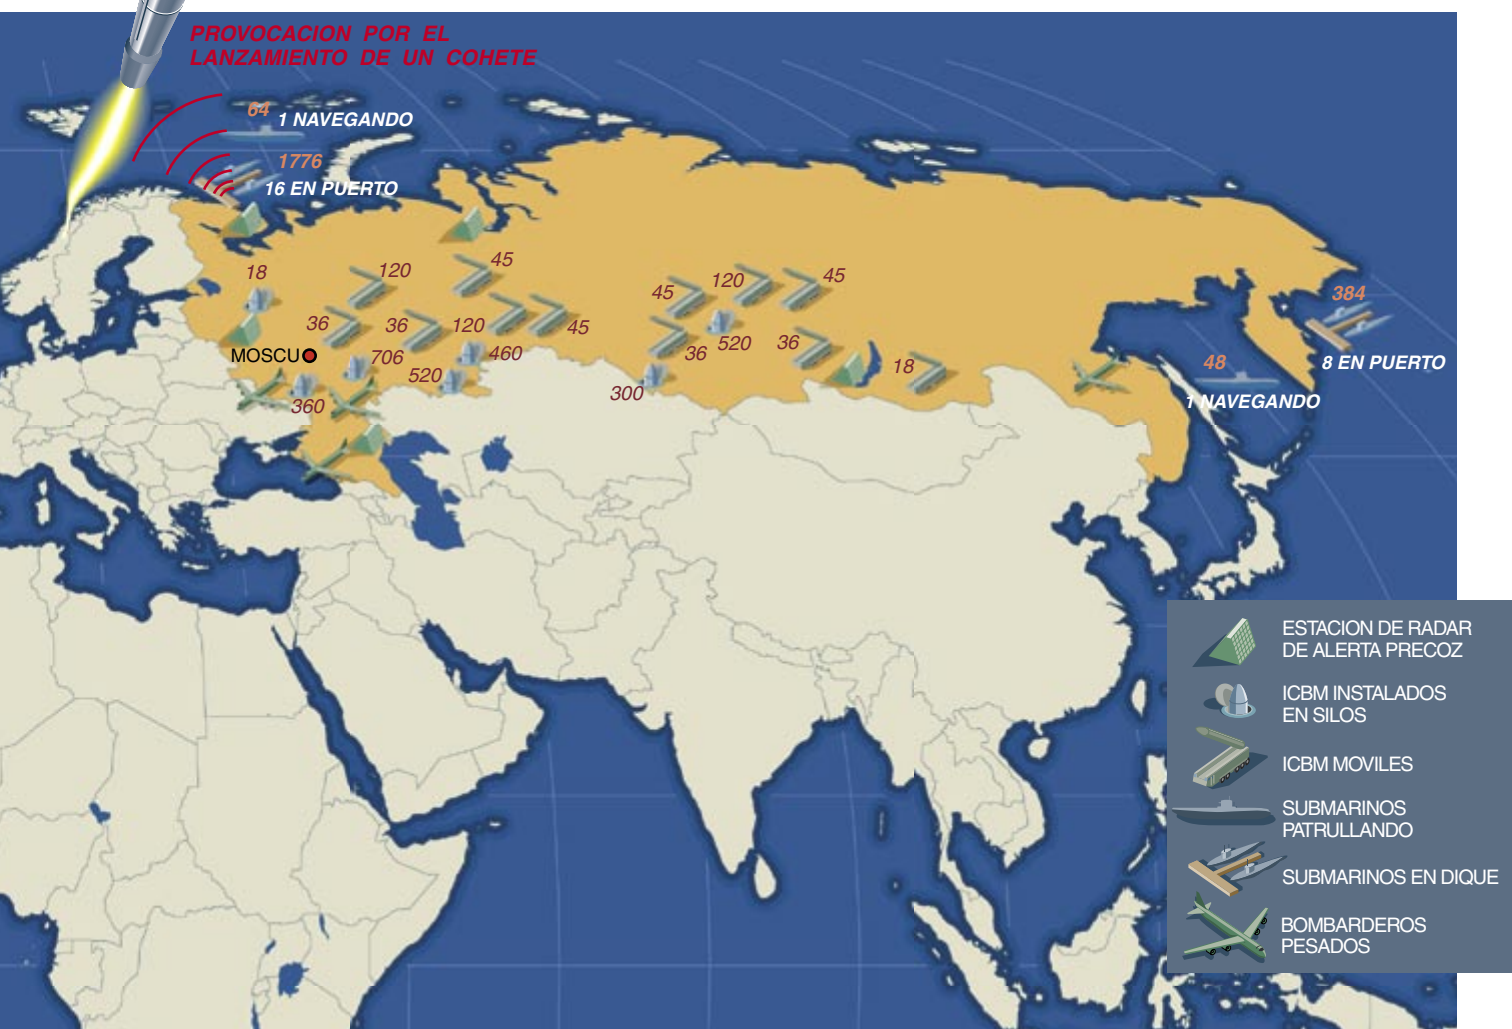 PROVOCACION POR EL
LANZAMIENTO DE UN COHETE
64
1 NAVEGANDO
1776
16 EN PUERTO
18
120
45
45
120
45
384
36
36
120
45
36
520
36
8 EN PUERTO
MOSCU
706
460
520
18
48
360
300
1 NAVEGANDO
ESTACION DE RADAR
DE ALERTA PRECOZ
ICBM INSTALADOS
EN SILOS
ICBM MOVILES
SUBMARINOS
PATRULLANDO
SUBMARINOS EN DIQUE
BOMBARDEROS
PESADOS